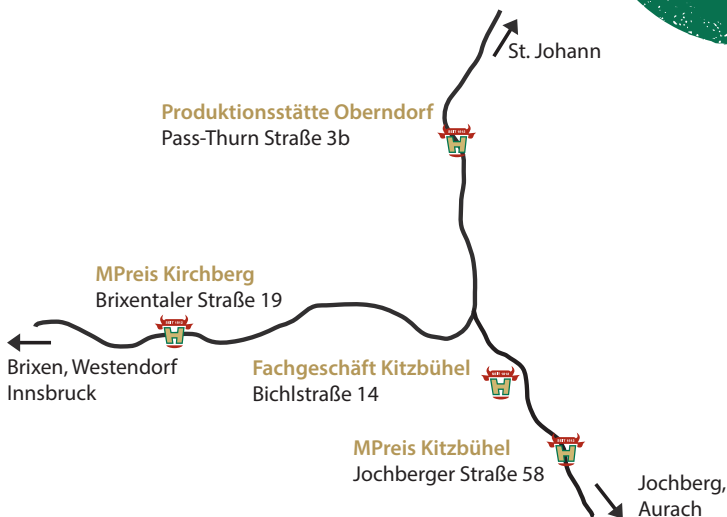 St. Johann
Produktionsstätte Oberndorf
Pass-Thurn Straße 3b
H
MPreis Kirchberg
Brixentaler Straße 19
H
Brixen, Westendorf
Innsbruck
Fachgeschäft Kitzbühel
Bichlstraße 14
H
MPreis Kitzbühel
Jochberger Straße 58
H
Jochberg,
Aurach